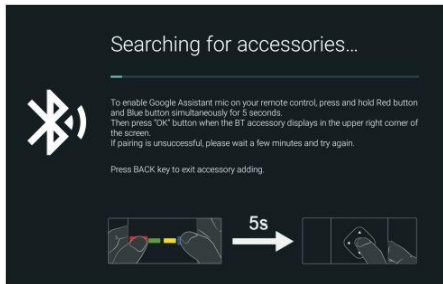 Searching for accessories...
To enable Google Assistant mic on your remote control, press and hold Red button
and Blue button simultaneously for 5 seconds.
Then press "OK" button when the BT accessory displays in the upper right corner of
the screen.
If pairing is unsuccessful, please wait a few minutes and try again.
Press BACK key to exit accessory adding.
5s